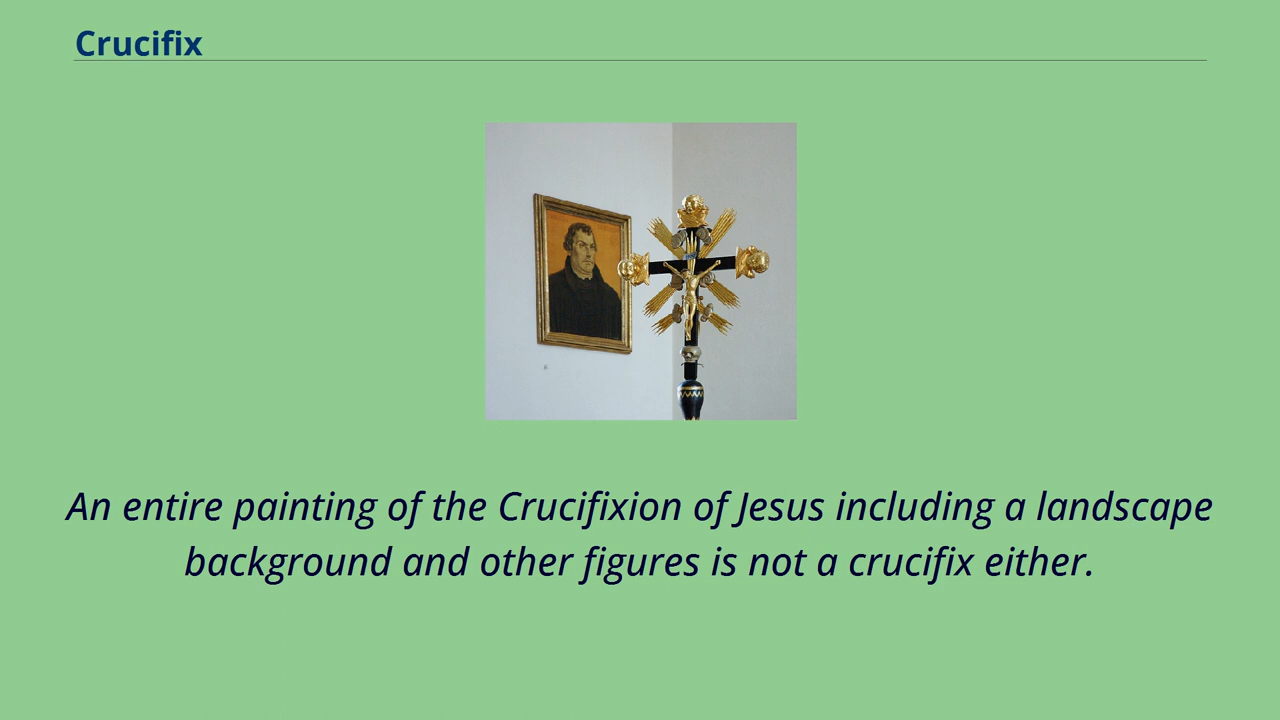 Crucifix
An entire painting of the Crucifixion of Jesus including a landscape
background and other figures is not a crucifix either.